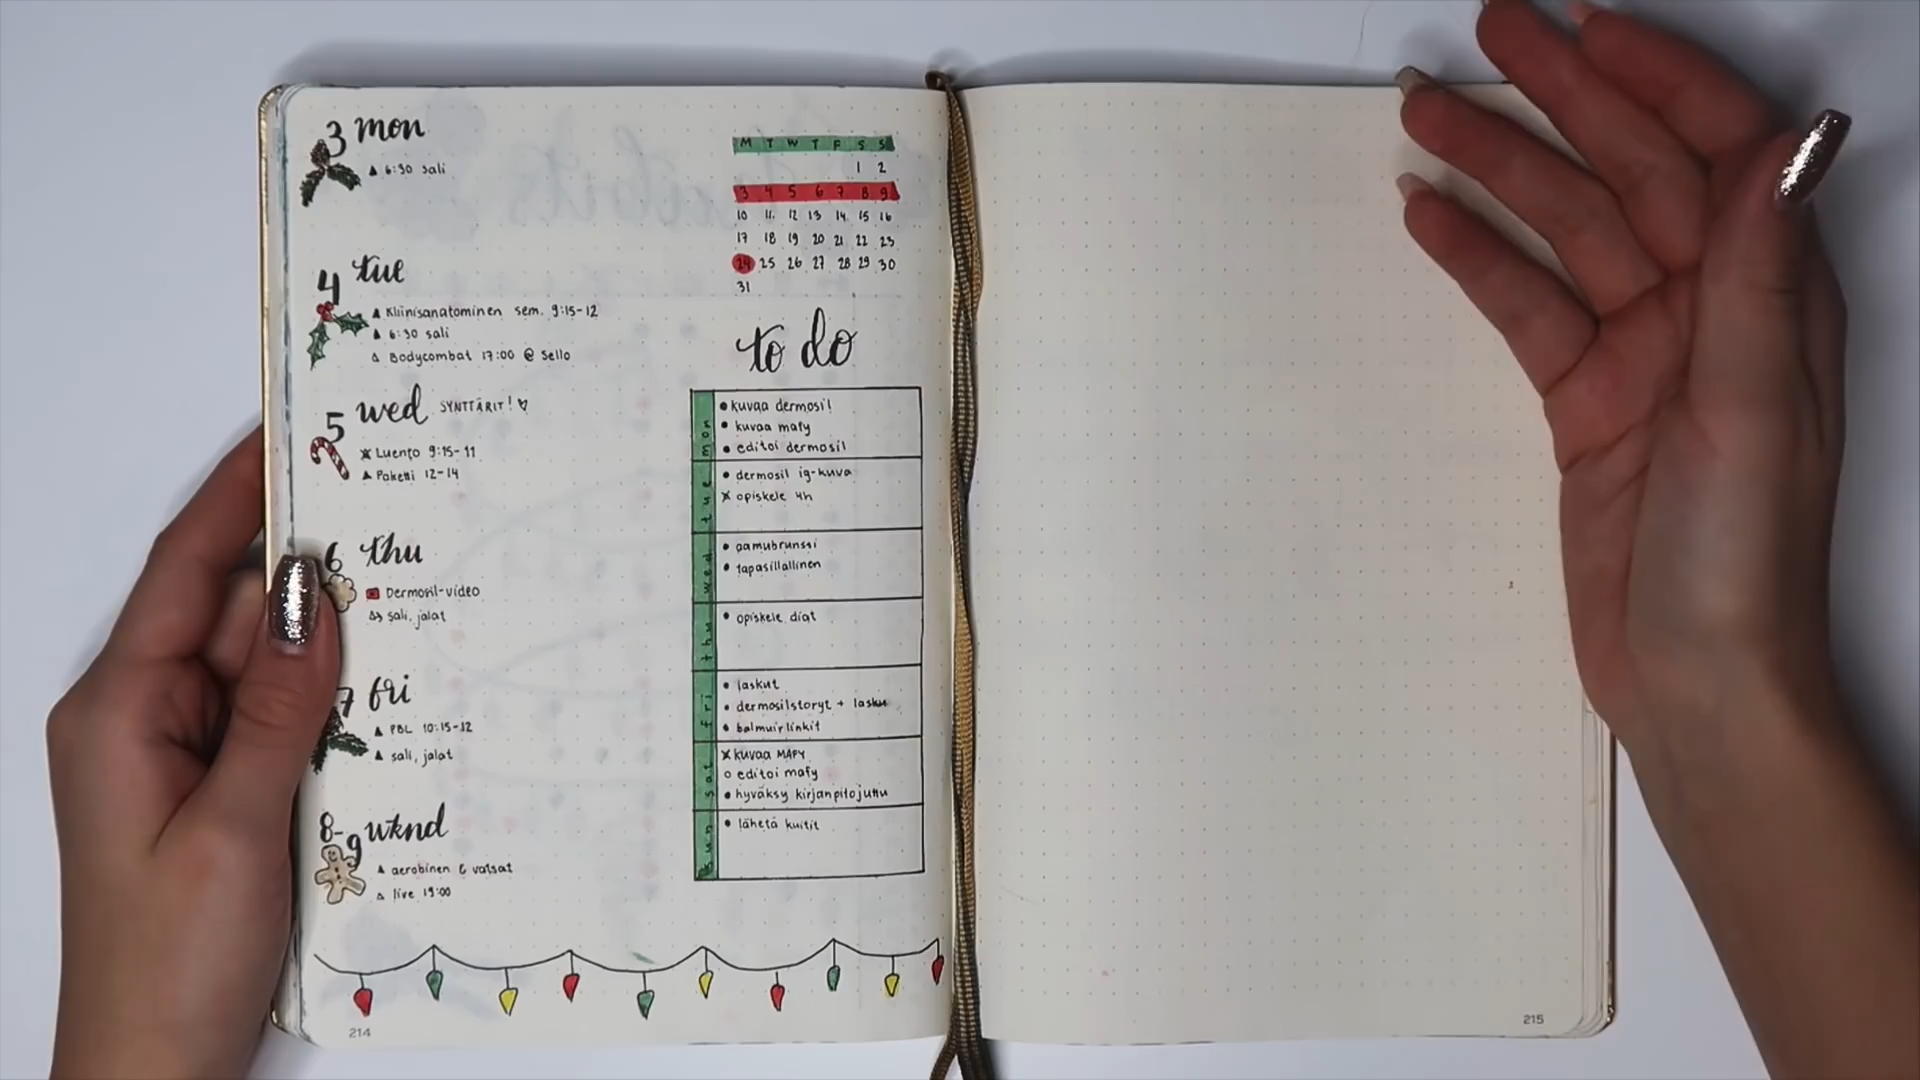 3 mon
6:30 sali
4 tue
Kliinisanatominen sem. 9:15-12
6:30 sali
Bodycombat 17:00 @ Sello
5 wed SYNTTÄRIT!
Luento 9:15-11
Paketti 12-14
6 thu
Dermosil-video
sali, jalat
7 fri
PBL 10:15-12
sali, jalat
8-9 wknd
aerobinen & vatsat
live 19:00
214
M T W T F S S
1 2
3 4 5 6 7 8 9
10 11 12 13 14 15 16
17 18 19 20 21 22 23
24 25 26 27 28 29 30
31
to do
mon
kuvaa dermosil
kuvaa mafy
editoi dermosil
tue
dermosil ig-kuva
opiskele 4h
wed
aamubrunssi
tapasillallinen
thu
opiskele diat
fri
laskut
dermosilstoryt + lasku
balmuirlinkit
sat
kuvaa MAFY
editoi mafy
hyväksy kirjanpitojuttu
sun
lähetä kuitit
215